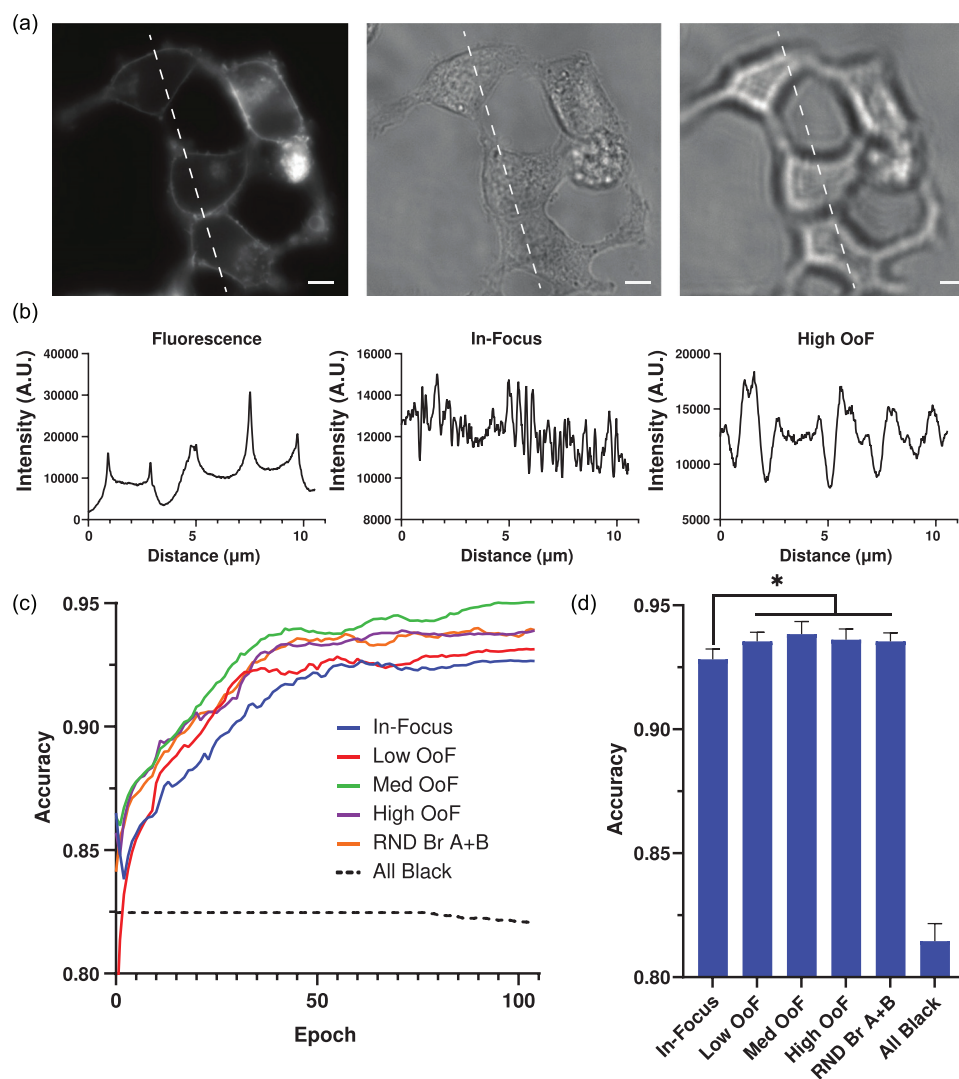 (a)
(b)
Fluorescence
Intensity (A.U.)
40000
30000
20000
10000
0
0
5
10
Distance (µm)
In-Focus
Intensity (A.U.)
16000
14000
12000
10000
8000
0
5
10
Distance (µm)
High OoF
Intensity (A.U.)
20000
15000
10000
5000
0
5
10
Distance (µm)
(c)
Accuracy
0.95
0.90
0.85
0.80
0
50
100
Epoch
In-Focus
Low OoF
Med OoF
High OoF
RND Br A+B
All Black
(d)
*
Accuracy
0.95
0.90
0.85
0.80
In-Focus
Low OoF
Med OoF
High OoF
RND Br A+B
All Black